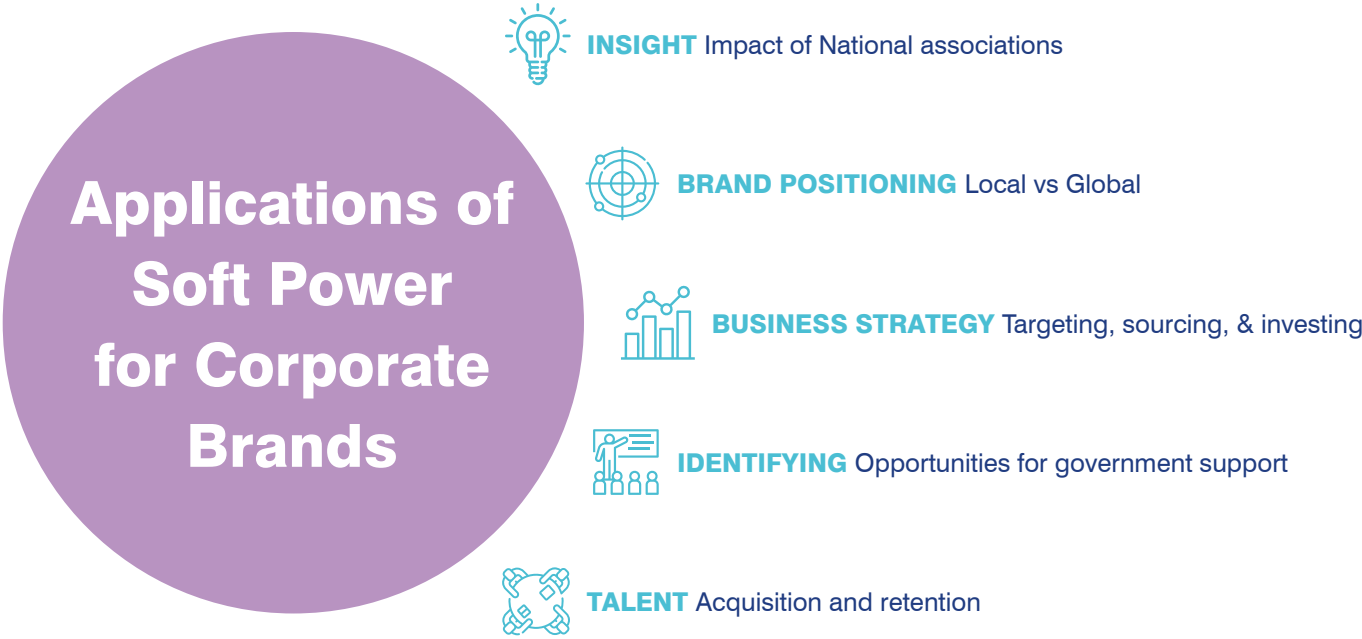 Applications of
Soft Power
for Corporate
Brands
INSIGHT Impact of National associations
BRAND POSITIONING Local vs Global
BUSINESS STRATEGY Targeting, sourcing, & investing
IDENTIFYING Opportunities for government support
TALENT Acquisition and retention